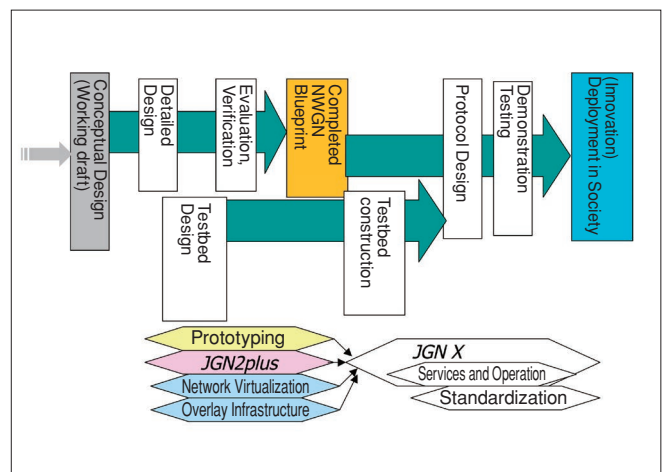 Conceptual Design
(Working draft)
Detailed
Design
Evaluation,
Verification
Completed
NWGN
Blueprint
Protocol Design
Demonstration
Testing
(Innovation)
Deployment in Society
Testbed
Design
Testbed
construction
Prototyping
JGN2plus
Network Virtualization
Overlay Infrastructure
JGN X
Services and Operation
Standardization